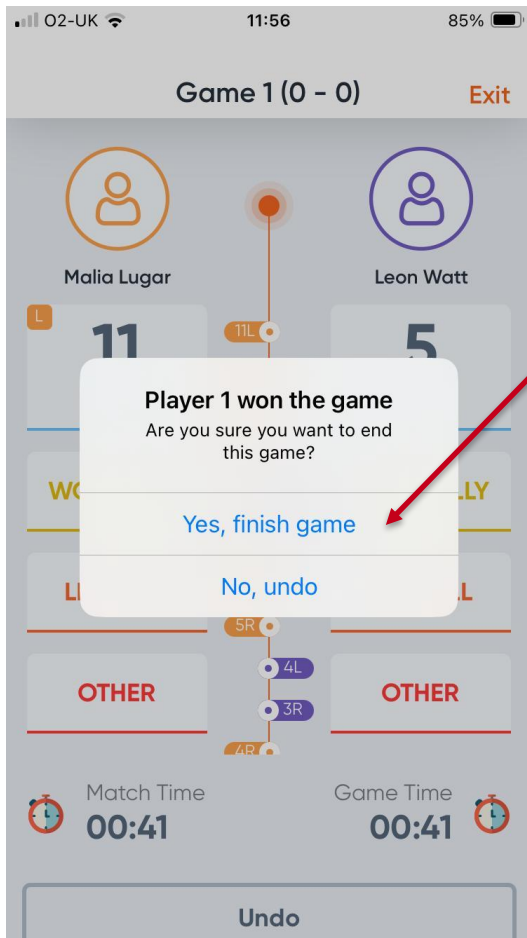 O2-UK 11:56 85%
Game 1 (0 - 0) Exit
Malia Lugar Leon Watt
L 11 11L 5
Player 1 won the game
Are you sure you want to end
this game?
Yes, finish game
No, undo
5R
4L
OTHER OTHER
3R
4R
Match Time Game Time
00:41 00:41
Undo